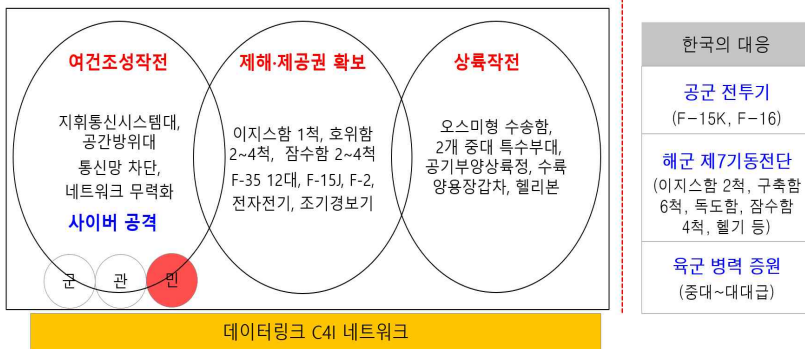 여건조성작전
지휘통신시스템대,
공간방위대
통신망 차단,
네트워크 무력화
사이버 공격
군
관
민
제해·제공권 확보
이지스함 1척, 호위함
2~4척, 잠수함 2~4척
F-35 12대, F-15J, F-2,
전자전기, 조기경보기
상륙작전
오스미형 수송함,
2개 중대 특수부대,
공기부양상륙정, 수륙
양용장갑차, 헬리본
데이터링크 C4I 네트워크
한국의 대응
공군 전투기
(F-15K, F-16)
해군 제7기동전단
(이지스함 2척, 구축함
6척, 독도함, 잠수함
4척, 헬기 등)
육군 병력 증원
(중대~대대급)